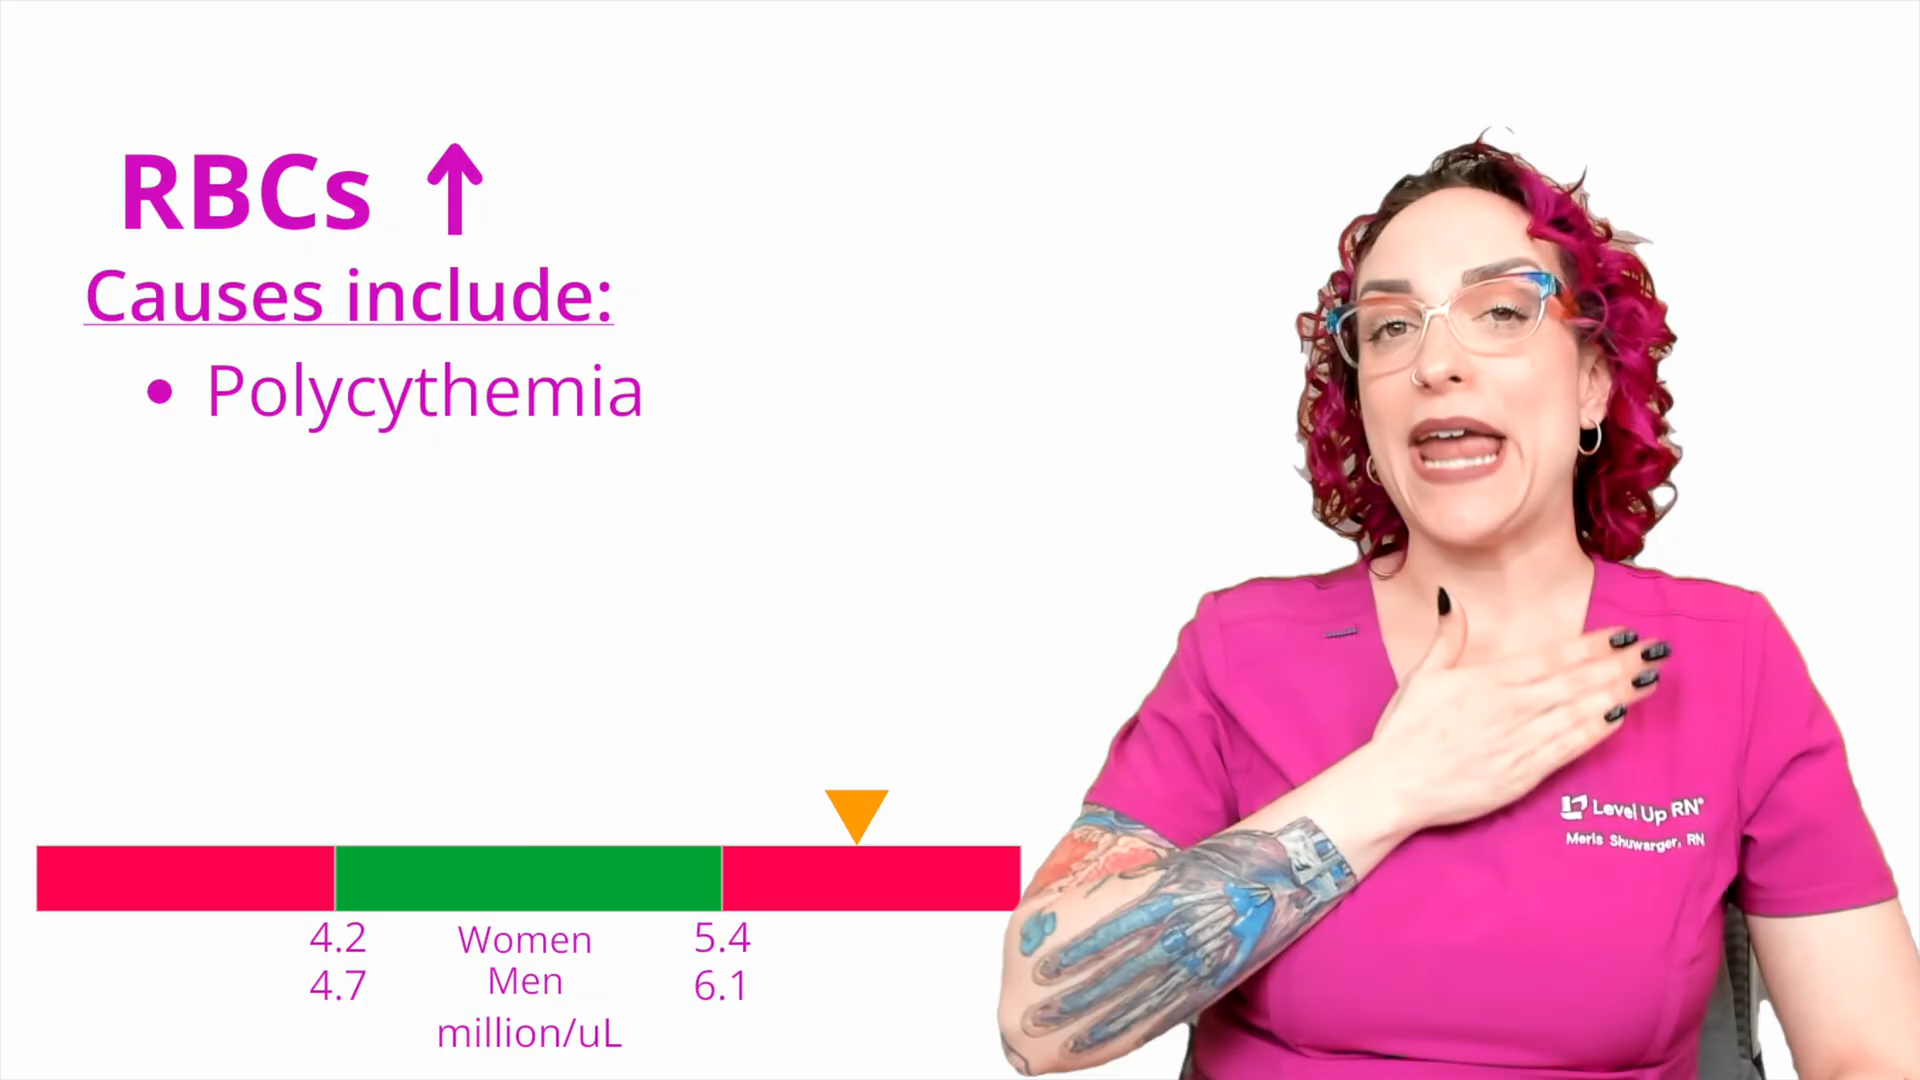 RBCs ↑
Causes include:
• Polycythemia
4.2 Women 5.4
4.7 Men 6.1
million/uL
Level Up RN®
Meris Shuwarger, RN